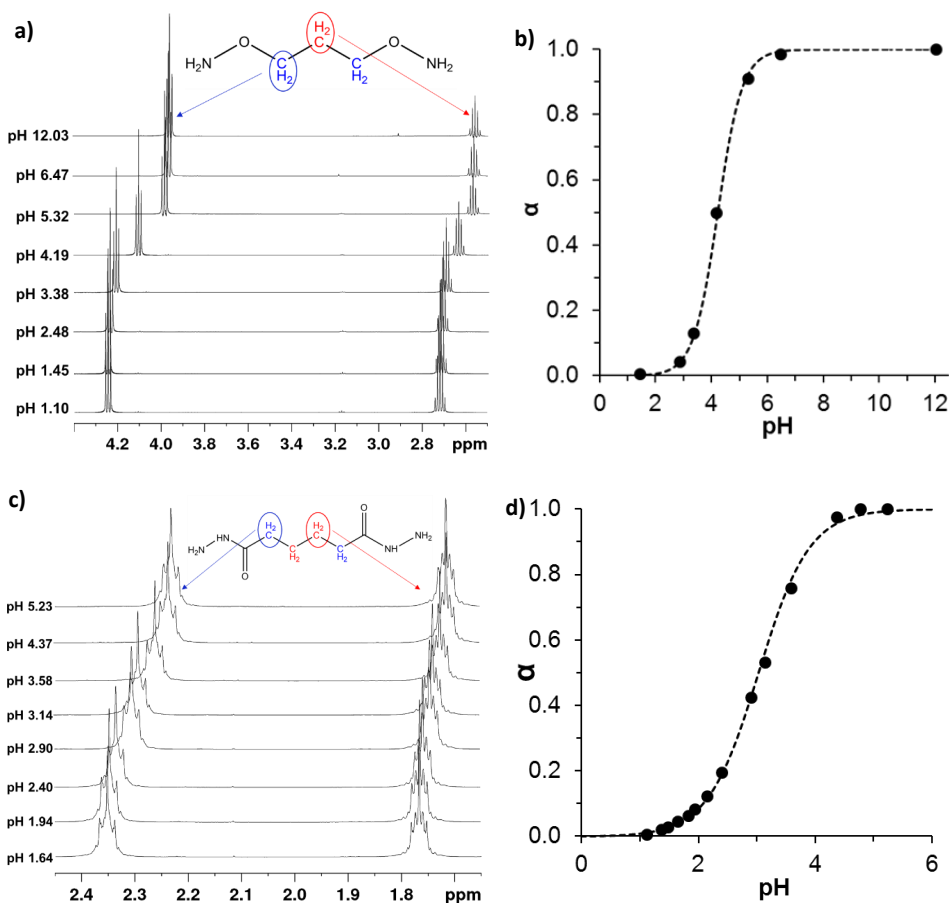 a)
H₂
C
O
O
H₂N
C
H₂
C
H₂
NH₂
pH 12.03
pH 6.47
pH 5.32
pH 4.19
pH 3.38
pH 2.48
pH 1.45
pH 1.10
4.2 4.0 3.8 3.6 3.4 3.2 3.0 2.8 ppm
b)
1.0
0.8
0.6
α
0.4
0.2
0.0
0 2 4 6 8 10 12
pH
c)
O
H₂ H₂
C C
NH₂
HN
H₂N
C C
NH
H₂ H₂
O
pH 5.23
pH 4.37
pH 3.58
pH 3.14
pH 2.90
pH 2.40
pH 1.94
pH 1.64
2.4 2.3 2.2 2.1 2.0 1.9 1.8 ppm
d)
1.0
0.8
0.6
α
0.4
0.2
0.0
0 2 4 6
pH